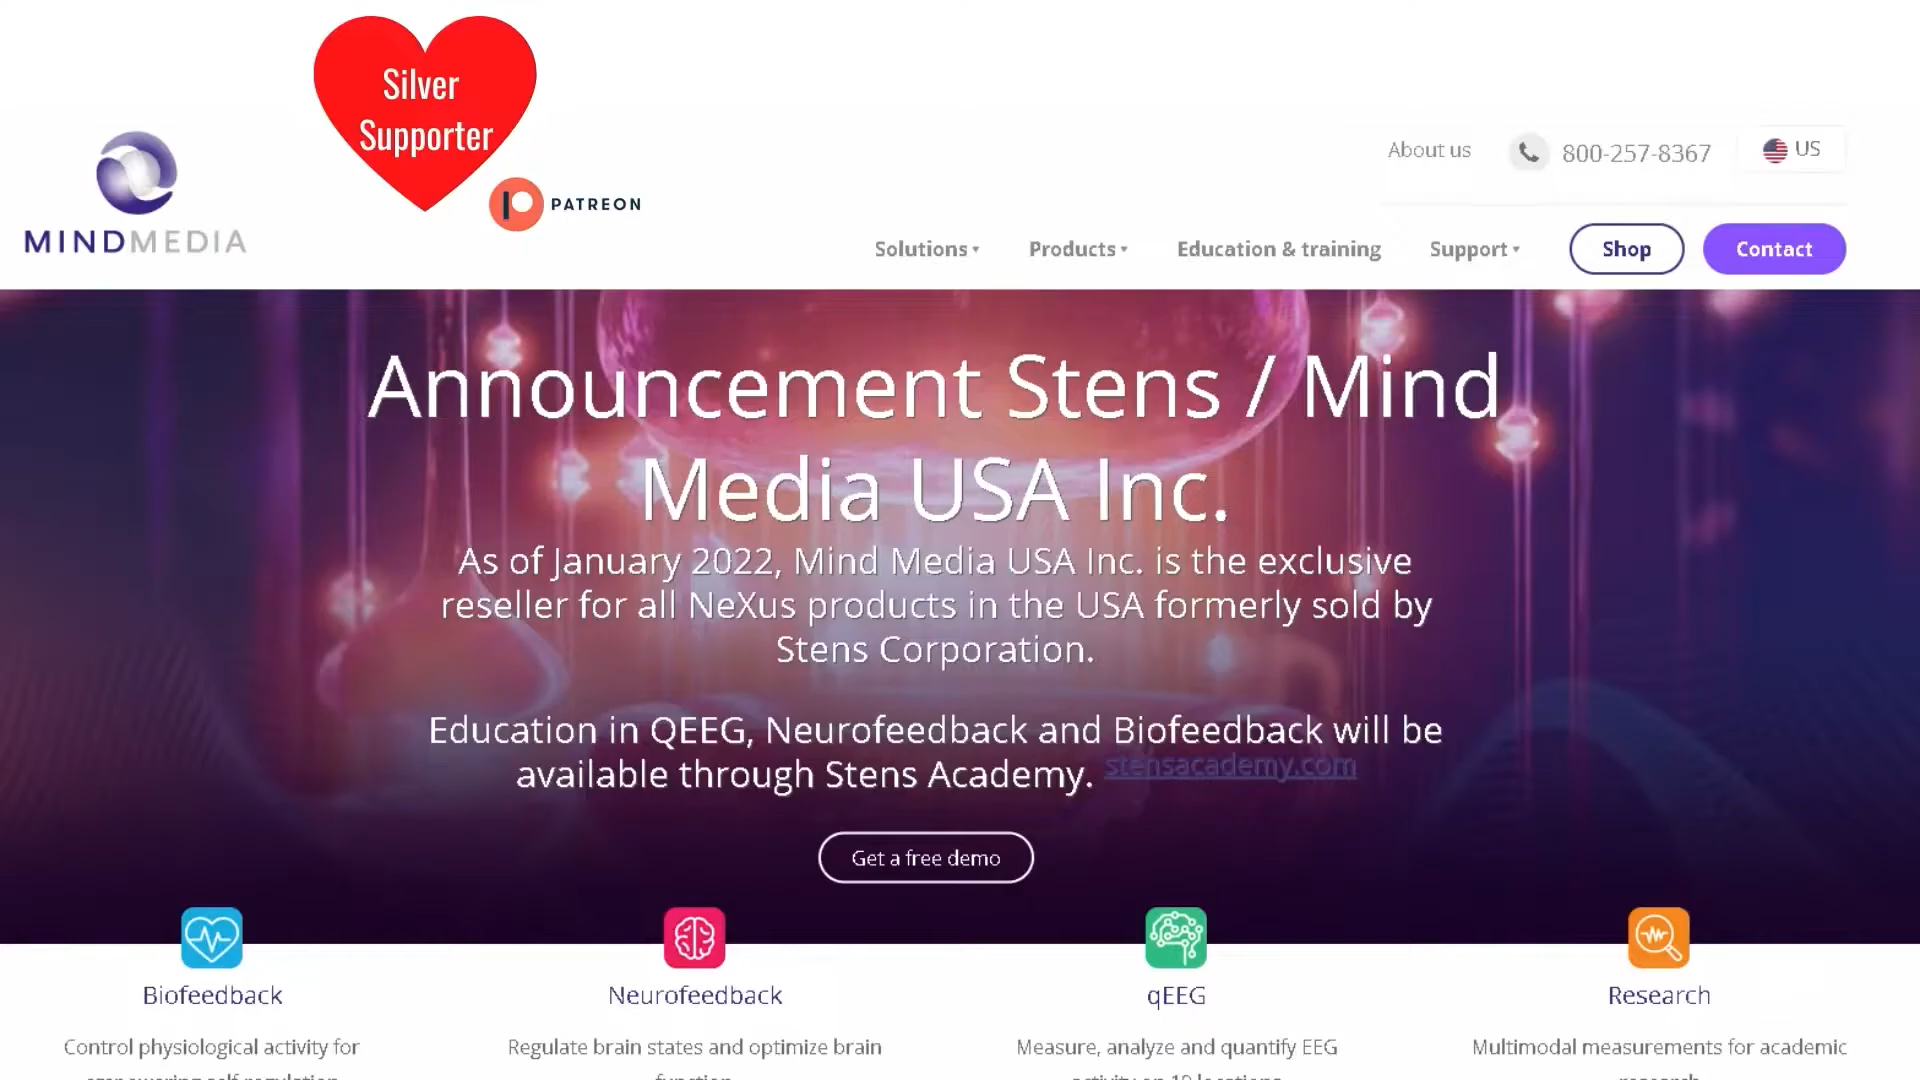 Silver
Supporter
PATREON
MINDMEDIA
About us
800-257-8367
US
Solutions
Products
Education & training
Support
Shop
Contact
Announcement Stens / Mind
Media USA Inc.
As of January 2022, Mind Media USA Inc. is the exclusive
reseller for all NeXus products in the USA formerly sold by
Stens Corporation.
Education in QEEG, Neurofeedback and Biofeedback will be
available through Stens Academy. stensacademy.com
Get a free demo
Biofeedback
Neurofeedback
qEEG
Research
Control physiological activity for
Regulate brain states and optimize brain
Measure, analyze and quantify EEG
Multimodal measurements for academic